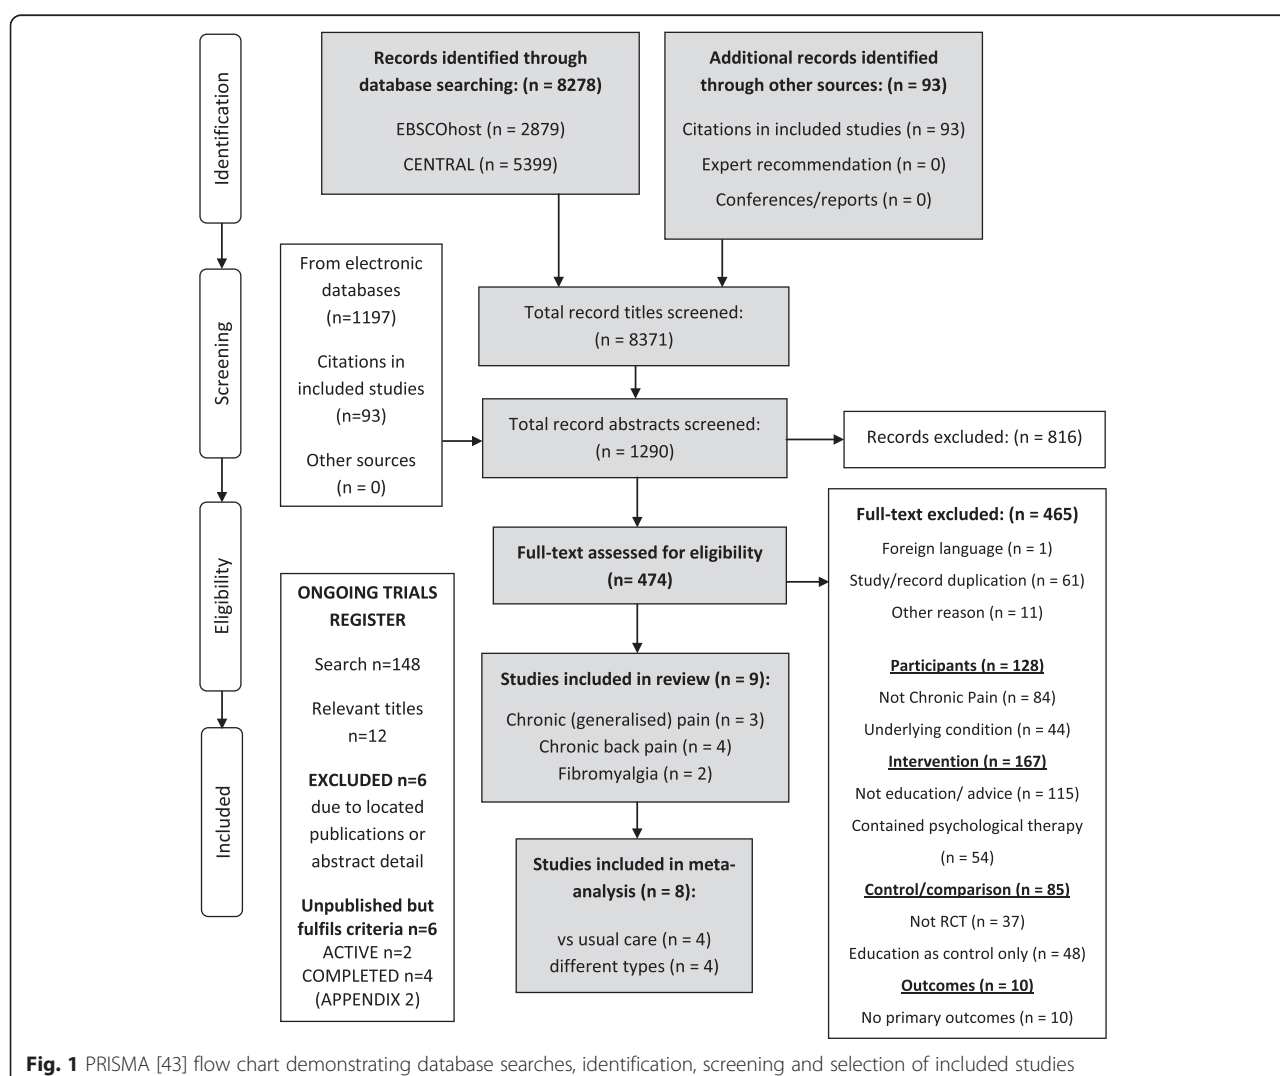 Identification
Records identified through
database searching: (n = 8278)
EBSCOhost (n = 2879)
CENTRAL (n = 5399)
Additional records identified
through other sources: (n = 93)
Citations in included studies (n = 93)
Expert recommendation (n = 0)
Conferences/reports (n = 0)
Screening
From electronic
databases
(n=1197)
Citations in
included studies
(n=93)
Other sources
(n = 0)
Total record titles screened:
(n = 8371)
Total record abstracts screened:
(n = 1290)
Records excluded: (n = 816)
Eligibility
Full-text assessed for eligibility
(n= 474)
Full-text excluded: (n = 465)
Foreign language (n = 1)
Study/record duplication (n = 61)
Other reason (n = 11)
Participants (n = 128)
Not Chronic Pain (n = 84)
Underlying condition (n = 44)
Intervention (n = 167)
Not education/ advice (n = 115)
Contained psychological therapy
(n = 54)
Control/comparison (n = 85)
Not RCT (n = 37)
Education as control only (n = 48)
Outcomes (n = 10)
No primary outcomes (n = 10)
ONGOING TRIALS
REGISTER
Search n=148
Relevant titles
n=12
EXCLUDED n=6
due to located
publications or
abstract detail
Unpublished but
fulfils criteria n=6
ACTIVE n=2
COMPLETED n=4
(APPENDIX 2)
Studies included in review (n = 9):
Chronic (generalised) pain (n = 3)
Chronic back pain (n = 4)
Fibromyalgia (n = 2)
Included
Studies included in meta-
analysis (n = 8):
vs usual care (n = 4)
different types (n = 4)
Fig. 1 PRISMA [43] flow chart demonstrating database searches, identification, screening and selection of included studies